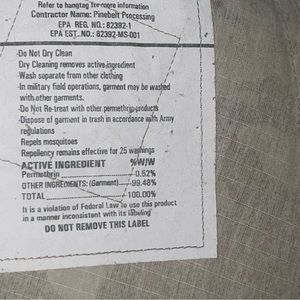 Refer to hangtag for more information
Contractor Name: Pinebelt Processing
EPA REG. NO.: 82392-1
EPA EST. NO.: 82392-MS-001
-Do Not Dry Clean
Dry Cleaning removes active ingredient
-Wash separate from other clothing
-In military field operations, garment may be washed
with other garments.
-Do Not Re-treat with other permethrin products
-Dispose of garment in trash in accordance with Army
regulations
Repels mosquitoes
Repellency remains effective for 25 washings
ACTIVE INGREDIENT %W/W
Permethrin 0.52%
OTHER INGREDIENTS: (Garment) 99.48%
TOTAL 100.00%
It is a violation of Federal Law to use this product
in a manner inconsistent with its labeling
DO NOT REMOVE THIS LABEL